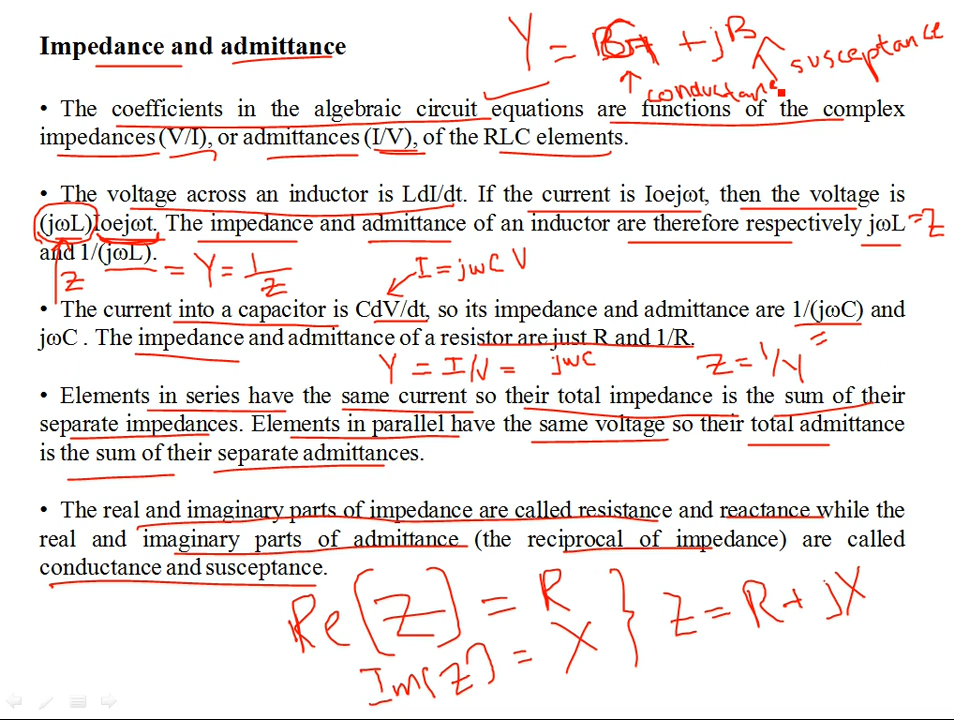 Impedance and admittance
Y = G + jB
susceptance
conductance
• The coefficients in the algebraic circuit equations are functions of the complex
impedances (V/I), or admittances (I/V), of the RLC elements.
• The voltage across an inductor is LdI/dt. If the current is Ioejωt, then the voltage is
(jωL)Ioejωt. The impedance and admittance of an inductor are therefore respectively jωL = Z
and 1/(jωL). = Y = 1/Z
Z
I = jωC V
• The current into a capacitor is CdV/dt, so its impedance and admittance are 1/(jωC) and
jωC . The impedance and admittance of a resistor are just R and 1/R.
Y = I/V = jωC Z = 1/Y
• Elements in series have the same current so their total impedance is the sum of their
separate impedances. Elements in parallel have the same voltage so their total admittance
is the sum of their separate admittances.
• The real and imaginary parts of impedance are called resistance and reactance while the
real and imaginary parts of admittance (the reciprocal of impedance) are called
conductance and susceptance.
Re[Z] = R } Z = R + jX
Im[Z] = X